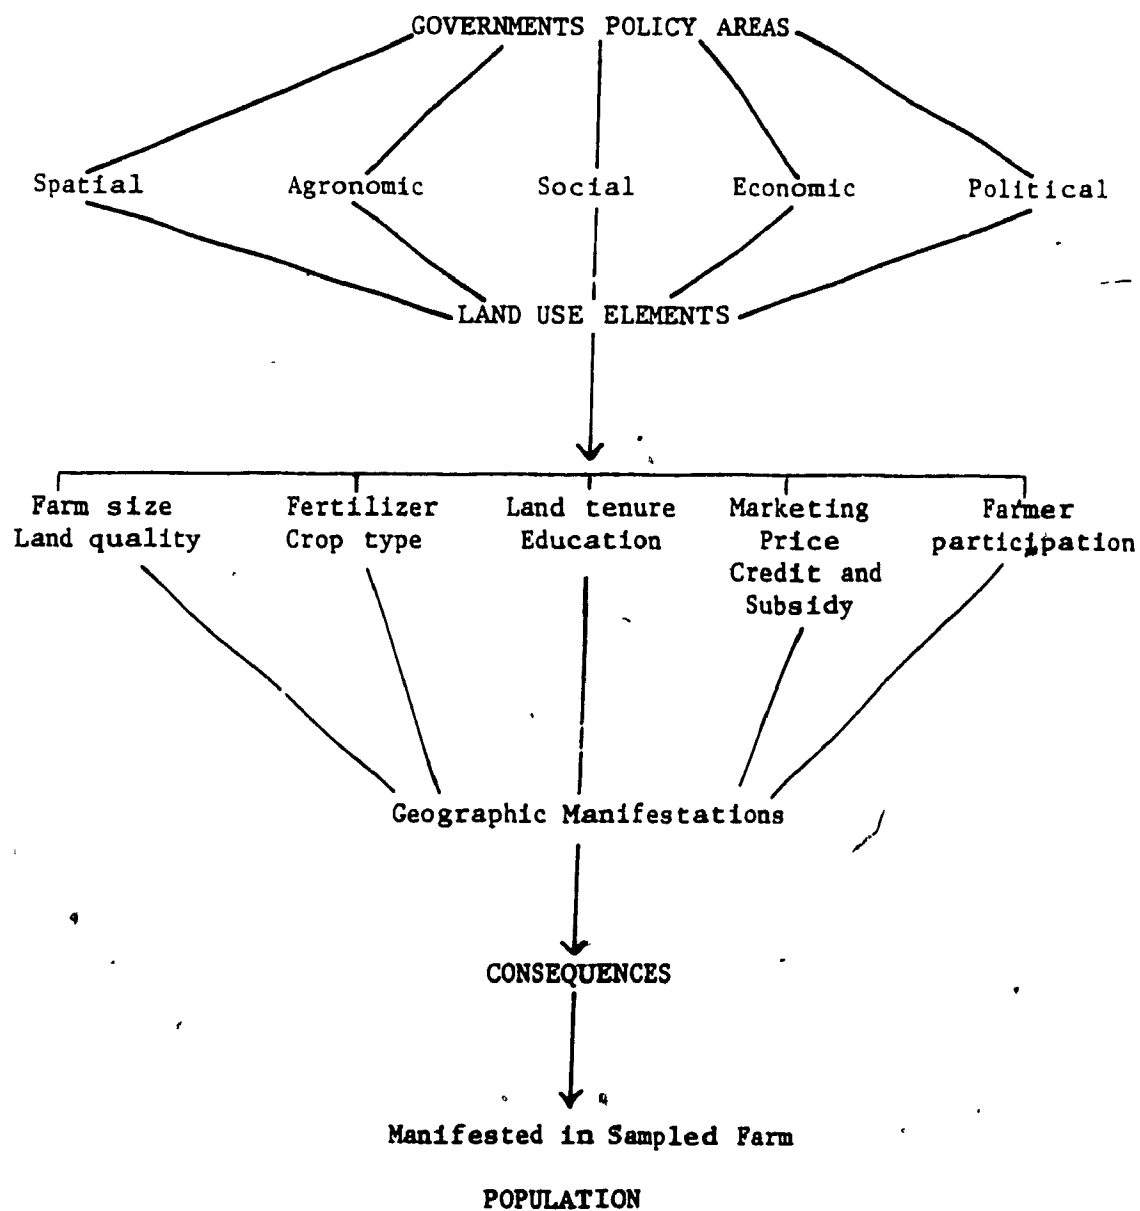 GOVERNMENTS POLICY AREAS
Spatial Agronomic Social Economic Political
LAND USE ELEMENTS
Farm size Fertilizer Land tenure Marketing Farmer
Land quality Crop type Education Price participation
Credit and
Subsidy
Geographic Manifestations
CONSEQUENCES
Manifested in Sampled Farm
POPULATION